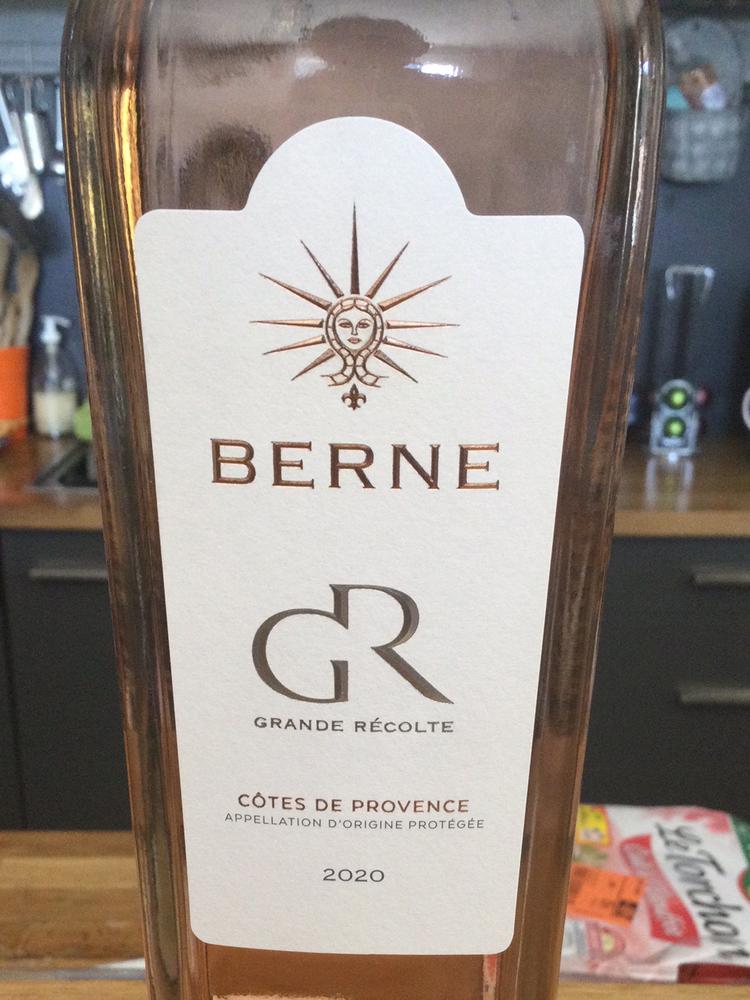 BERNE
GR
GRANDE RÉCOLTE
CÔTES DE PROVENCE
APPELLATION D'ORIGINE PROTÉGÉE
2020
Le Torchon